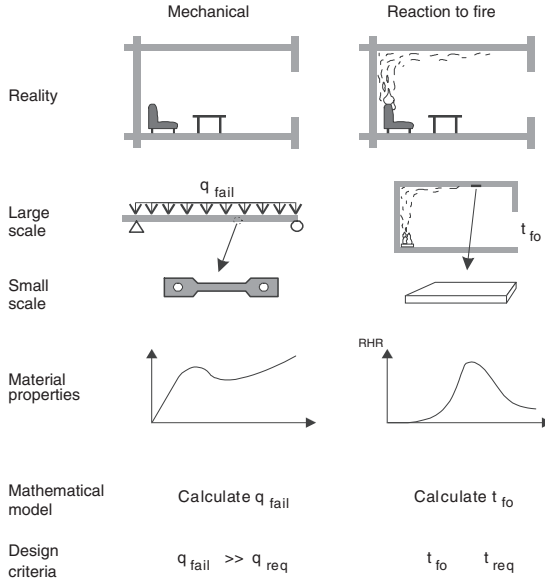 Mechanical Reaction to fire
Reality
q fail
Large
scale
t fo
Small
scale
RHR
Material
properties
Mathematical
model
Calculate q fail Calculate t fo
Design
criteria
q fail >> q req t fo t req